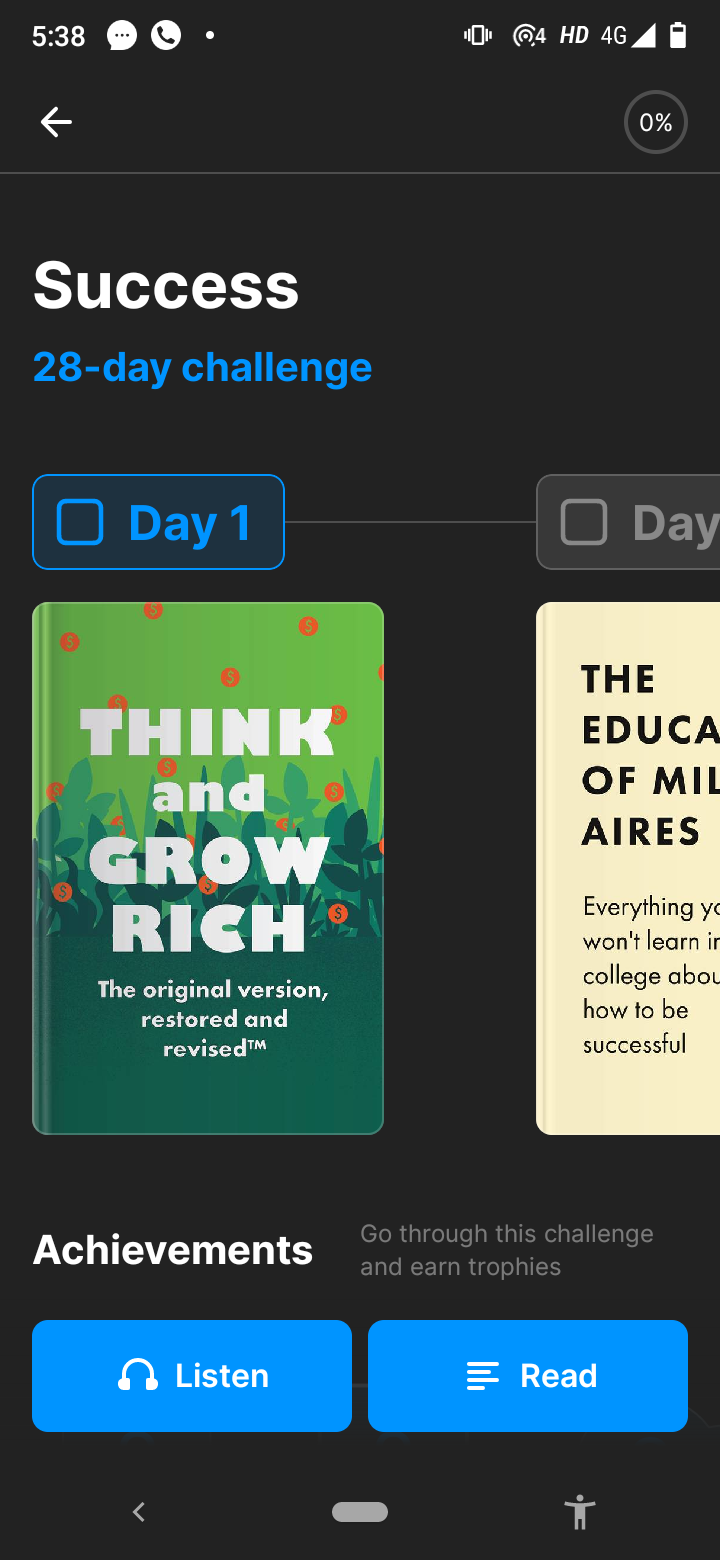 5:38
4
HD
4G
0%
Success
28-day challenge
Day 1
Day
THINK
and
GROW
RICH
The original version,
restored and
revised™
THE
EDUCA
OF MIL
AIRES
Everything yo
won't learn in
college abou
how to be
successful
Achievements
Go through this challenge
and earn trophies
Listen
Read